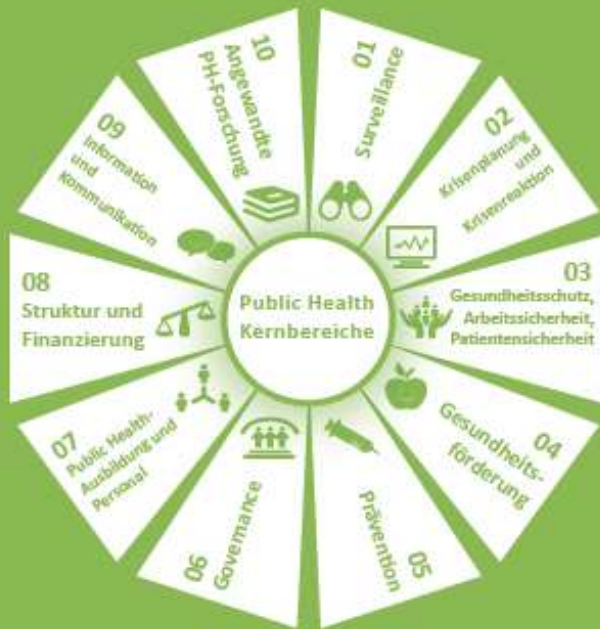 Public Health
Kernbereiche
01
Surveillance
02
Krisenplanung
und
Krisenreaktion
03
Gesundheitsschutz,
Arbeitssicherheit,
Patientensicherheit
04
Gesundheits-
förderung
05
Prävention
06
Governance
07
Public Health-
Ausbildung und
Personal
08
Struktur und
Finanzierung
09
Information
und
Kommunikation
10
Angewandte
PH-Forschung